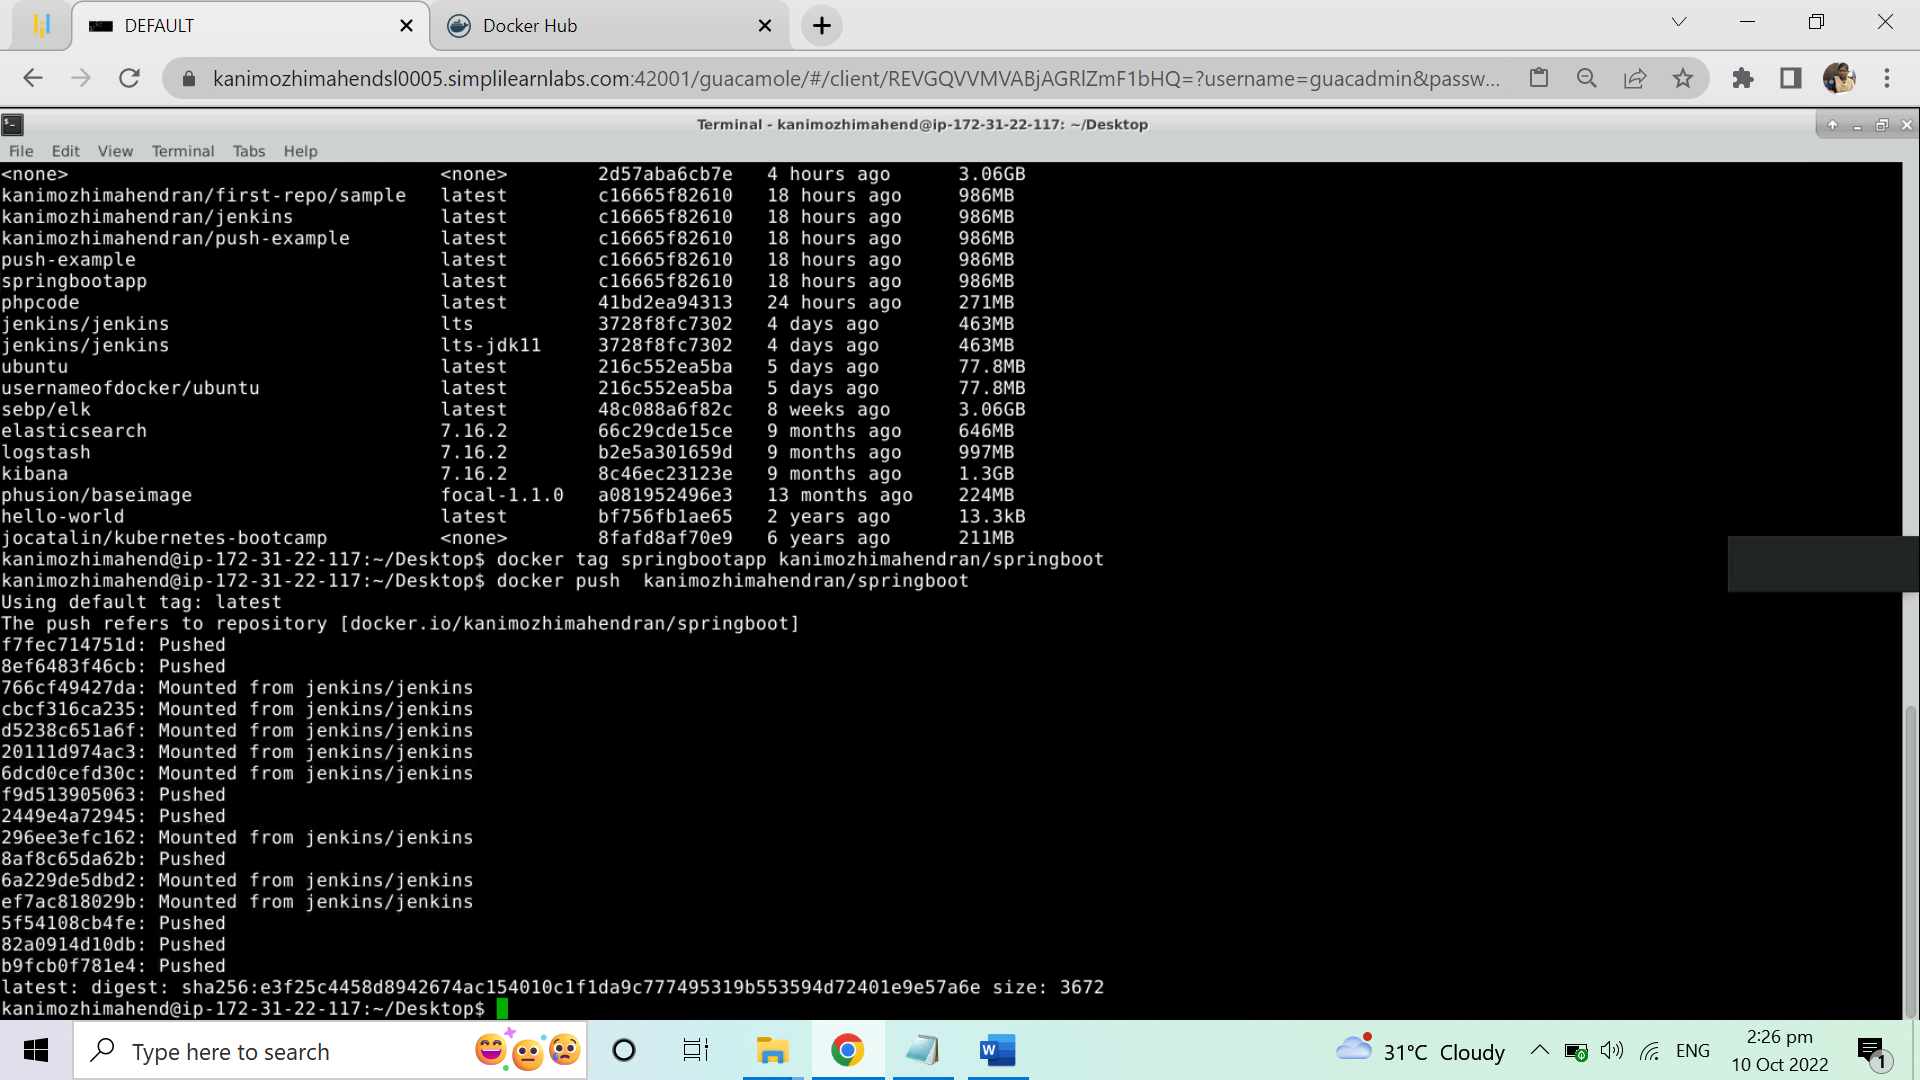 DEFAULT
Docker Hub
kanimozhimahendsl0005.simplilearnlabs.com:42001/guacamole/#/client/REVGQVVMVABjAGRlZmF1bHQ=?username=guacadmin&passw...
Terminal - kanimozhimahend@ip-172-31-22-117: ~/Desktop
File Edit View Terminal Tabs Help
<none> <none> 2d57aba6cb7e 4 hours ago 3.06GB
kanimozhimahendran/first-repo/sample latest c16665f82610 18 hours ago 986MB
kanimozhimahendran/jenkins latest c16665f82610 18 hours ago 986MB
kanimozhimahendran/push-example latest c16665f82610 18 hours ago 986MB
push-example latest c16665f82610 18 hours ago 986MB
springbootapp latest c16665f82610 18 hours ago 986MB
phpcode latest 41bd2ea94313 24 hours ago 271MB
jenkins/jenkins lts 3728f8fc7302 4 days ago 463MB
jenkins/jenkins lts-jdk11 3728f8fc7302 4 days ago 463MB
ubuntu latest 216c552ea5ba 5 days ago 77.8MB
usernameofdocker/ubuntu latest 216c552ea5ba 5 days ago 77.8MB
sebp/elk latest 48c088a6f82c 8 weeks ago 3.06GB
elasticsearch 7.16.2 66c29cde15ce 9 months ago 646MB
logstash 7.16.2 b2e5a301659d 9 months ago 997MB
kibana 7.16.2 8c46ec23123e 9 months ago 1.3GB
phusion/baseimage focal-1.1.0 a081952496e3 13 months ago 224MB
hello-world latest bf756fb1ae65 2 years ago 13.3kB
jocatalin/kubernetes-bootcamp <none> 8fafd8af70e9 6 years ago 211MB
kanimozhimahend@ip-172-31-22-117:~/Desktop$ docker tag springbootapp kanimozhimahendran/springboot
kanimozhimahend@ip-172-31-22-117:~/Desktop$ docker push  kanimozhimahendran/springboot
Using default tag: latest
The push refers to repository [docker.io/kanimozhimahendran/springboot]
f7fec714751d: Pushed
8ef6483f46cb: Pushed
766cf49427da: Mounted from jenkins/jenkins
cbcf316ca235: Mounted from jenkins/jenkins
d5238c651a6f: Mounted from jenkins/jenkins
20111d974ac3: Mounted from jenkins/jenkins
6dcd0cefd30c: Mounted from jenkins/jenkins
f9d513905063: Pushed
2449e4a72945: Pushed
296ee3efc162: Mounted from jenkins/jenkins
8af8c65da62b: Pushed
6a229de5dbd2: Mounted from jenkins/jenkins
ef7ac818029b: Mounted from jenkins/jenkins
5f54108cb4fe: Pushed
82a0914d10db: Pushed
b9fcb0f781e4: Pushed
latest: digest: sha256:e3f25c4458d8942674ac154010c1f1da9c777495319b553594d72401e9e57a6e size: 3672
kanimozhimahend@ip-172-31-22-117:~/Desktop$
Type here to search
W
31°C Cloudy
ENG
2:26 pm
10 Oct 2022
1